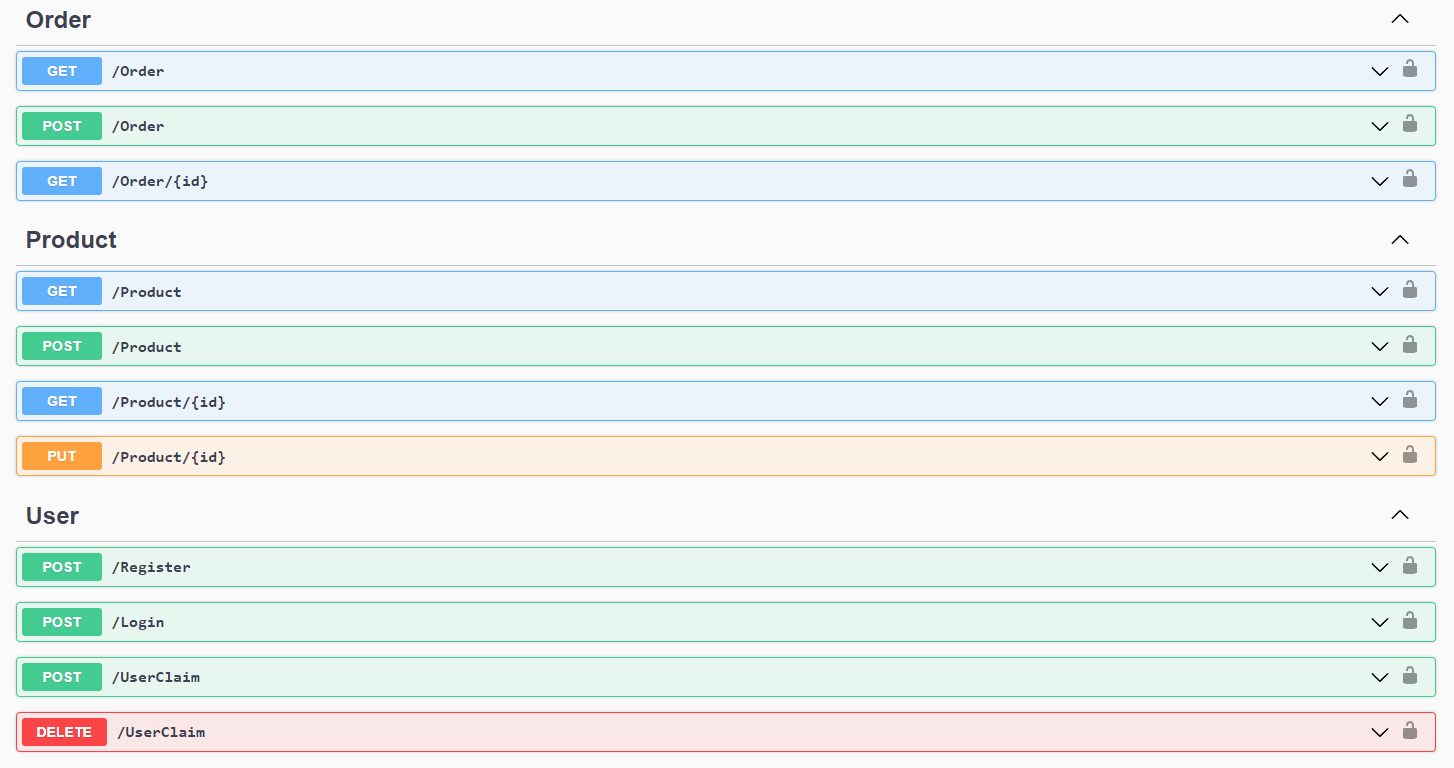 Order
GET /Order
POST /Order
GET /Order/{id}
Product
GET /Product
POST /Product
GET /Product/{id}
PUT /Product/{id}
User
POST /Register
POST /Login
POST /UserClaim
DELETE /UserClaim